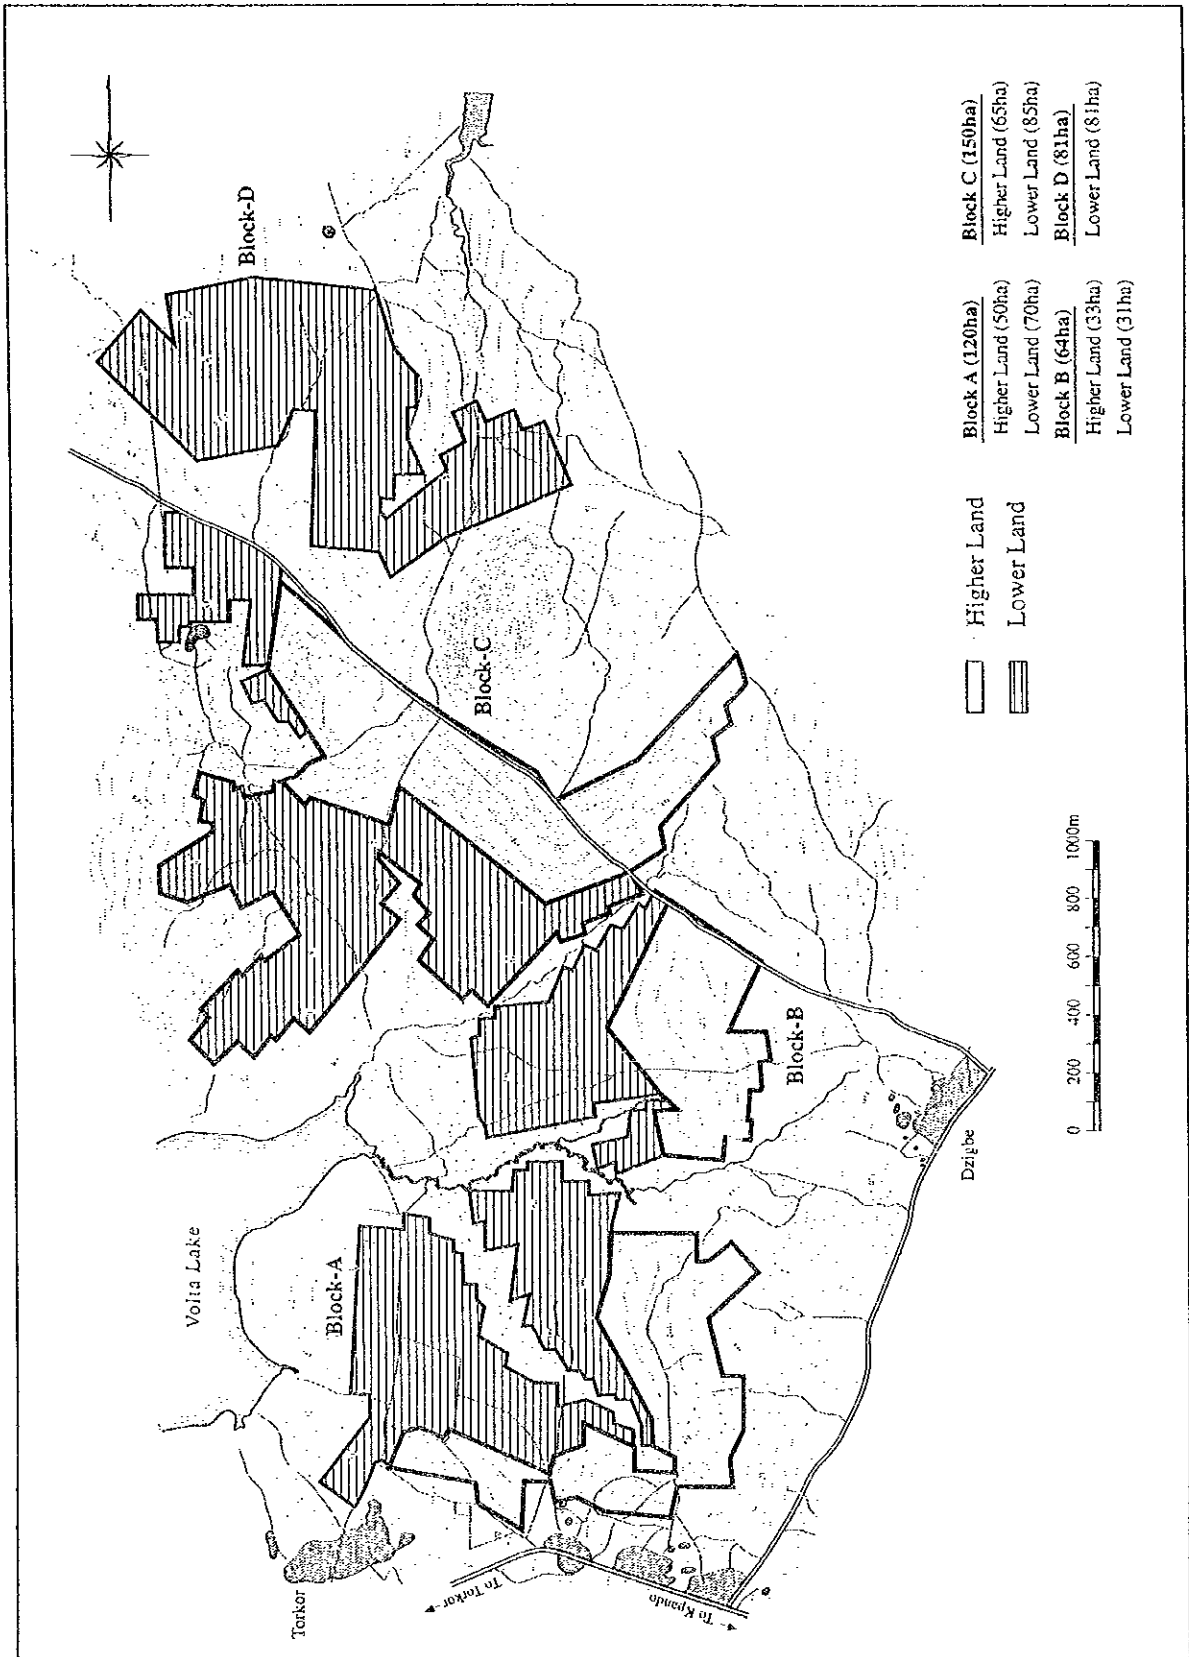 Volta Lake
Torkor
Block-A
Block-B
Block-C
Block-D
To Torkor
To Kpando
Dzigbe
0 200 400 600 800 1000m
Higher Land
Lower Land
Block A (120ha)
Higher Land (50ha)
Lower Land (70ha)
Block B (64ha)
Higher Land (33ha)
Lower Land (31ha)
Block C (150ha)
Higher Land (65ha)
Lower Land (85ha)
Block D (81ha)
Lower Land (81ha)